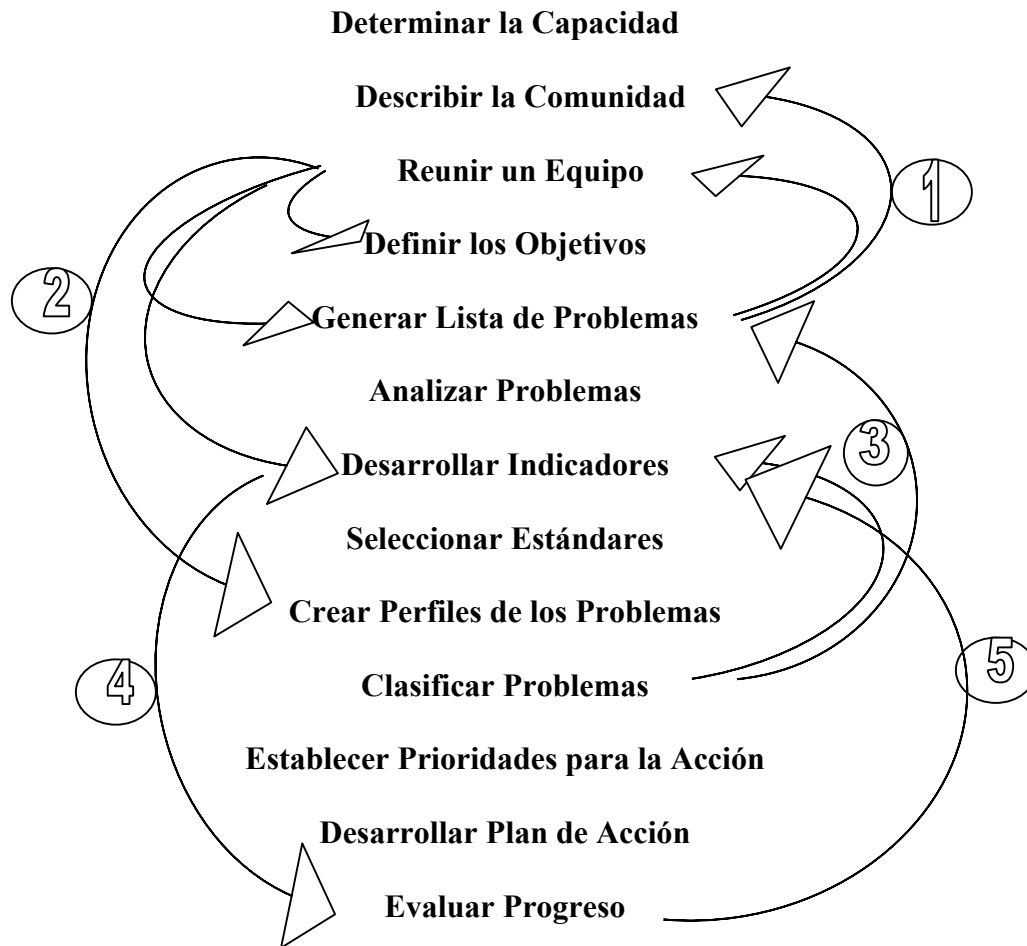 Determinar la Capacidad
Describir la Comunidad
Reunir un Equipo
1
Definir los Objetivos
2
Generar Lista de Problemas
Analizar Problemas
3
Desarrollar Indicadores
Seleccionar Estándares
Crear Perfiles de los Problemas
4
Clasificar Problemas
5
Establecer Prioridades para la Acción
Desarrollar Plan de Acción
Evaluar Progreso